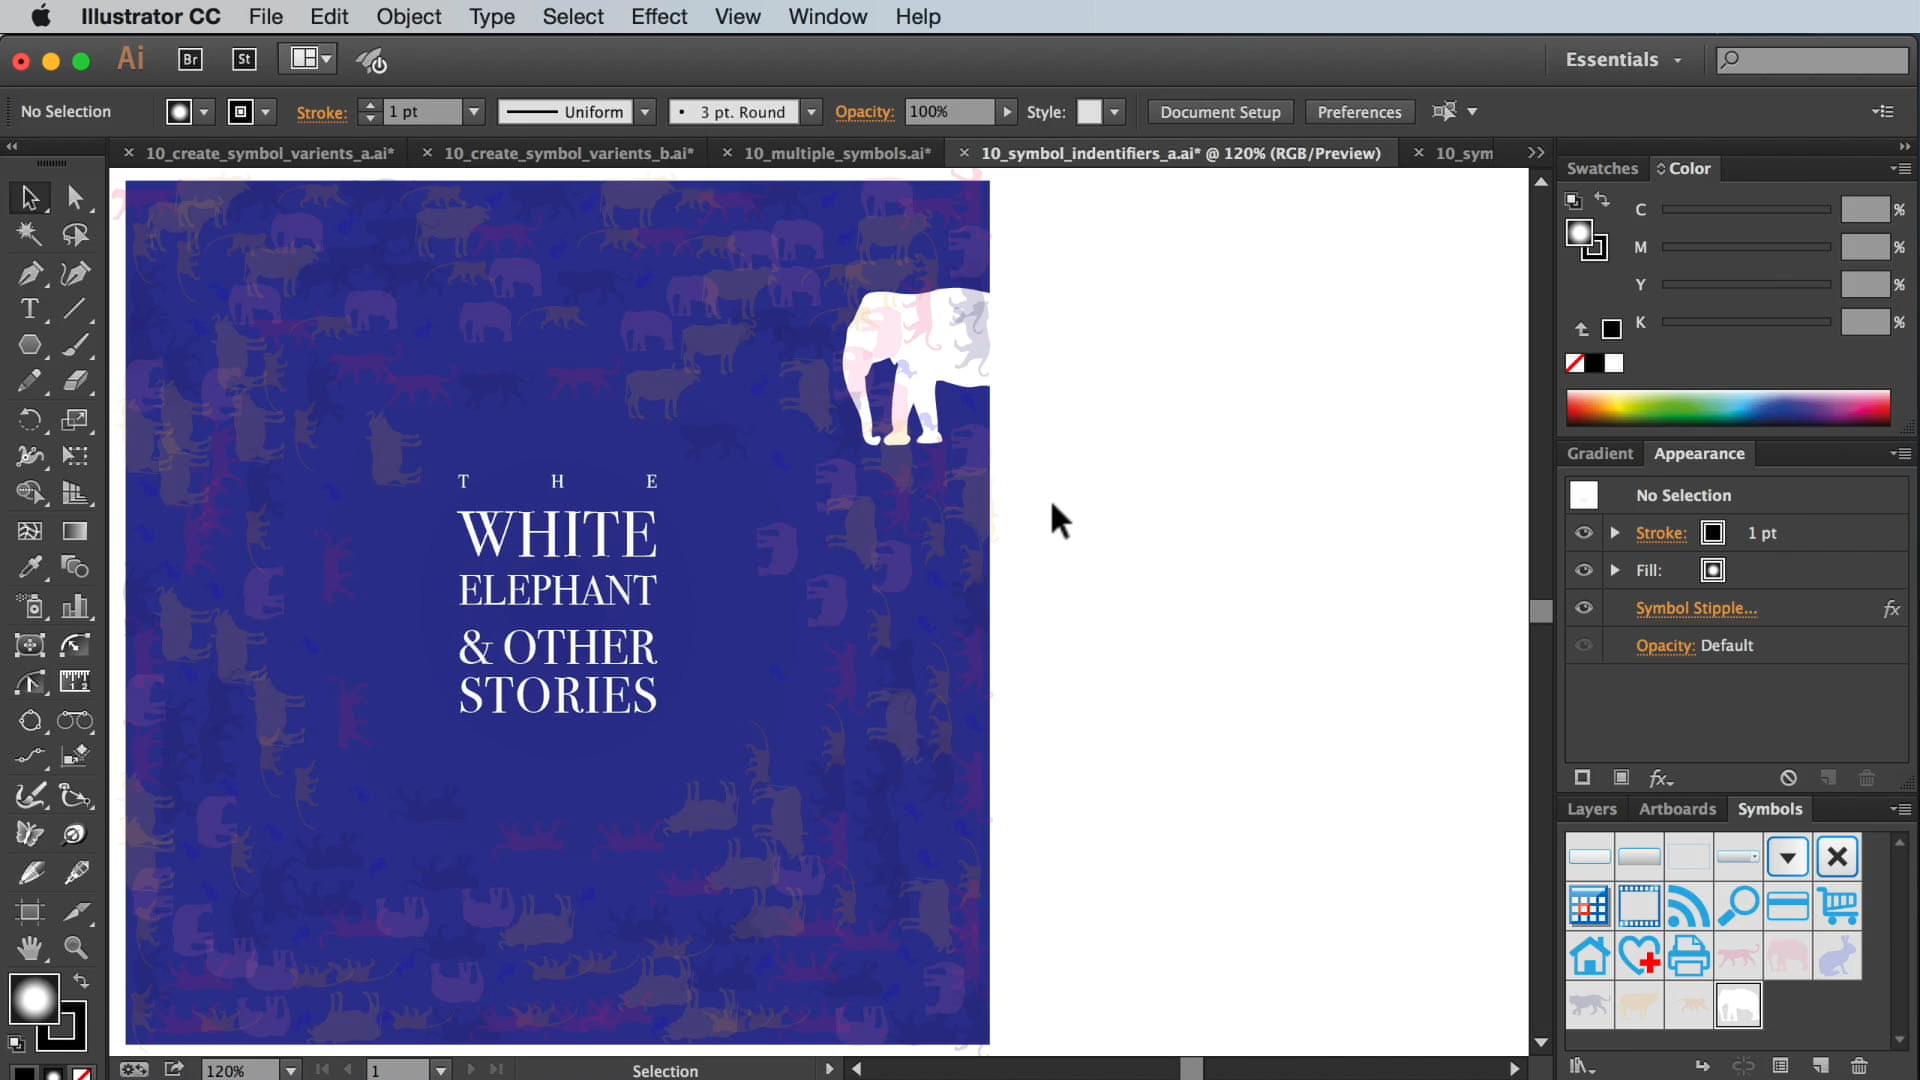 Illustrator CC File Edit Object Type Select Effect View Window Help
Ai Br St Essentials
No Selection Stroke: 1 pt Uniform 3 pt. Round Opacity: 100% Style: Document Setup Preferences
10_create_symbol_varients_a.ai* 10_create_symbol_varients_b.ai* 10_multiple_symbols.ai* 10_symbol_indentifiers_a.ai* @ 120% (RGB/Preview) 10_sym
Swatches Color
C %
M %
Y %
K %
Gradient Appearance
No Selection
Stroke: 1 pt
Fill:
Symbol Stipple... fx
Opacity: Default
fx
Layers Artboards Symbols
T H E
WHITE
ELEPHANT
& OTHER
STORIES
120% 1 Selection